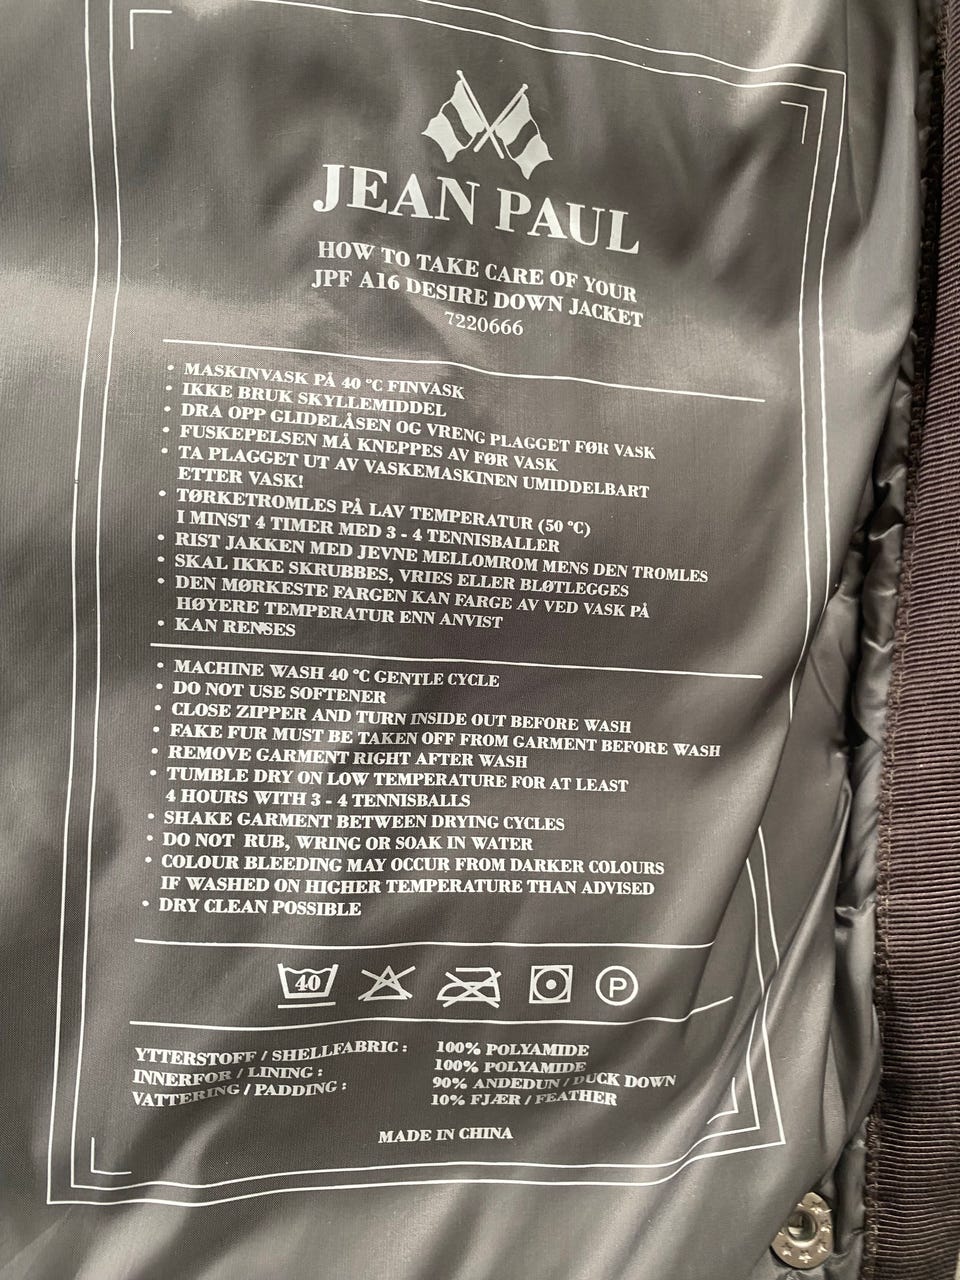 JEAN PAUL
HOW TO TAKE CARE OF YOUR
JPF A16 DESIRE DOWN JACKET
7220666
• MASKINVASK PÅ 40 °C FINVASK
• IKKE BRUK SKYLLEMIDDEL
• DRA OPP GLIDELÅSEN OG VRENG PLAGGET FØR VASK
• FUSKEPELSEN MÅ KNEPPES AV FØR VASK
• TA PLAGGET UT AV VASKEMASKINEN UMIDDELBART
ETTER VASK!
• TØRKETROMLES PÅ LAV TEMPERATUR (50 °C)
I MINST 4 TIMER MED 3 - 4 TENNISBALLER
• RIST JAKKEN MED JEVNE MELLOMROM MENS DEN TROMLES
• SKAL IKKE SKRUBBES, VRIES ELLER BLØTLEGGES
• DEN MØRKESTE FARGEN KAN FARGE AV VED VASK PÅ
HØYERE TEMPERATUR ENN ANVIST
• KAN RENSES
• MACHINE WASH 40 °C GENTLE CYCLE
• DO NOT USE SOFTENER
• CLOSE ZIPPER AND TURN INSIDE OUT BEFORE WASH
• FAKE FUR MUST BE TAKEN OFF FROM GARMENT BEFORE WASH
• REMOVE GARMENT RIGHT AFTER WASH
• TUMBLE DRY ON LOW TEMPERATURE FOR AT LEAST
4 HOURS WITH 3 - 4 TENNISBALLS
• SHAKE GARMENT BETWEEN DRYING CYCLES
• DO NOT RUB, WRING OR SOAK IN WATER
• COLOUR BLEEDING MAY OCCUR FROM DARKER COLOURS
IF WASHED ON HIGHER TEMPERATURE THAN ADVISED
• DRY CLEAN POSSIBLE
40 P
YTTERSTOFF / SHELLFABRIC : 100% POLYAMIDE
INNERFOR / LINING : 100% POLYAMIDE
VATTERING / PADDING : 90% ANDEDUN / DUCK DOWN
10% FJÆR / FEATHER
MADE IN CHINA